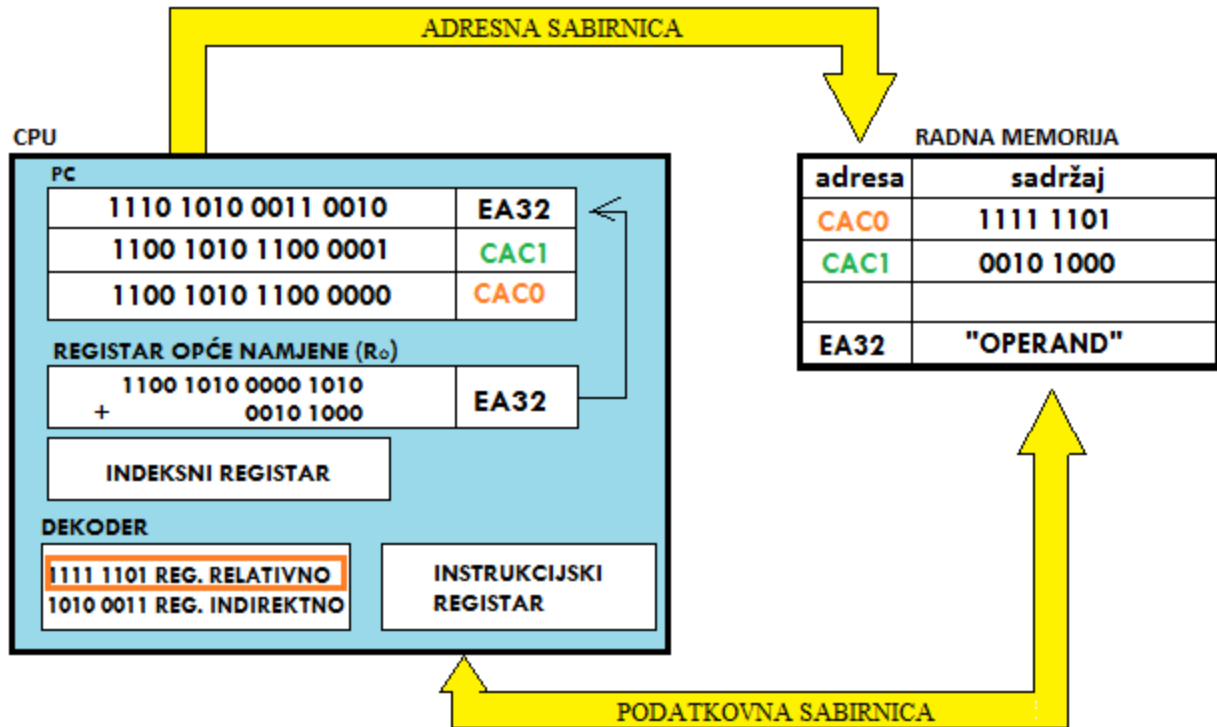 ADRESNA SABIRNICA
CPU
PC
1110 1010 0011 0010 EA32
1100 1010 1100 0001 CAC1
1100 1010 1100 0000 CAC0
REGISTAR OPĆE NAMJENE (R₀)
1100 1010 0000 1010
+ 0010 1000
EA32
INDEKSNI REGISTAR
DEKODER
1111 1101 REG. RELATIVNO
1010 0011 REG. INDIREKTNO
INSTRUKCIJSKI
REGISTAR
RADNA MEMORIJA
adresa sadržaj
CAC0 1111 1101
CAC1 0010 1000
EA32 "OPERAND"
PODATKOVNA SABIRNICA